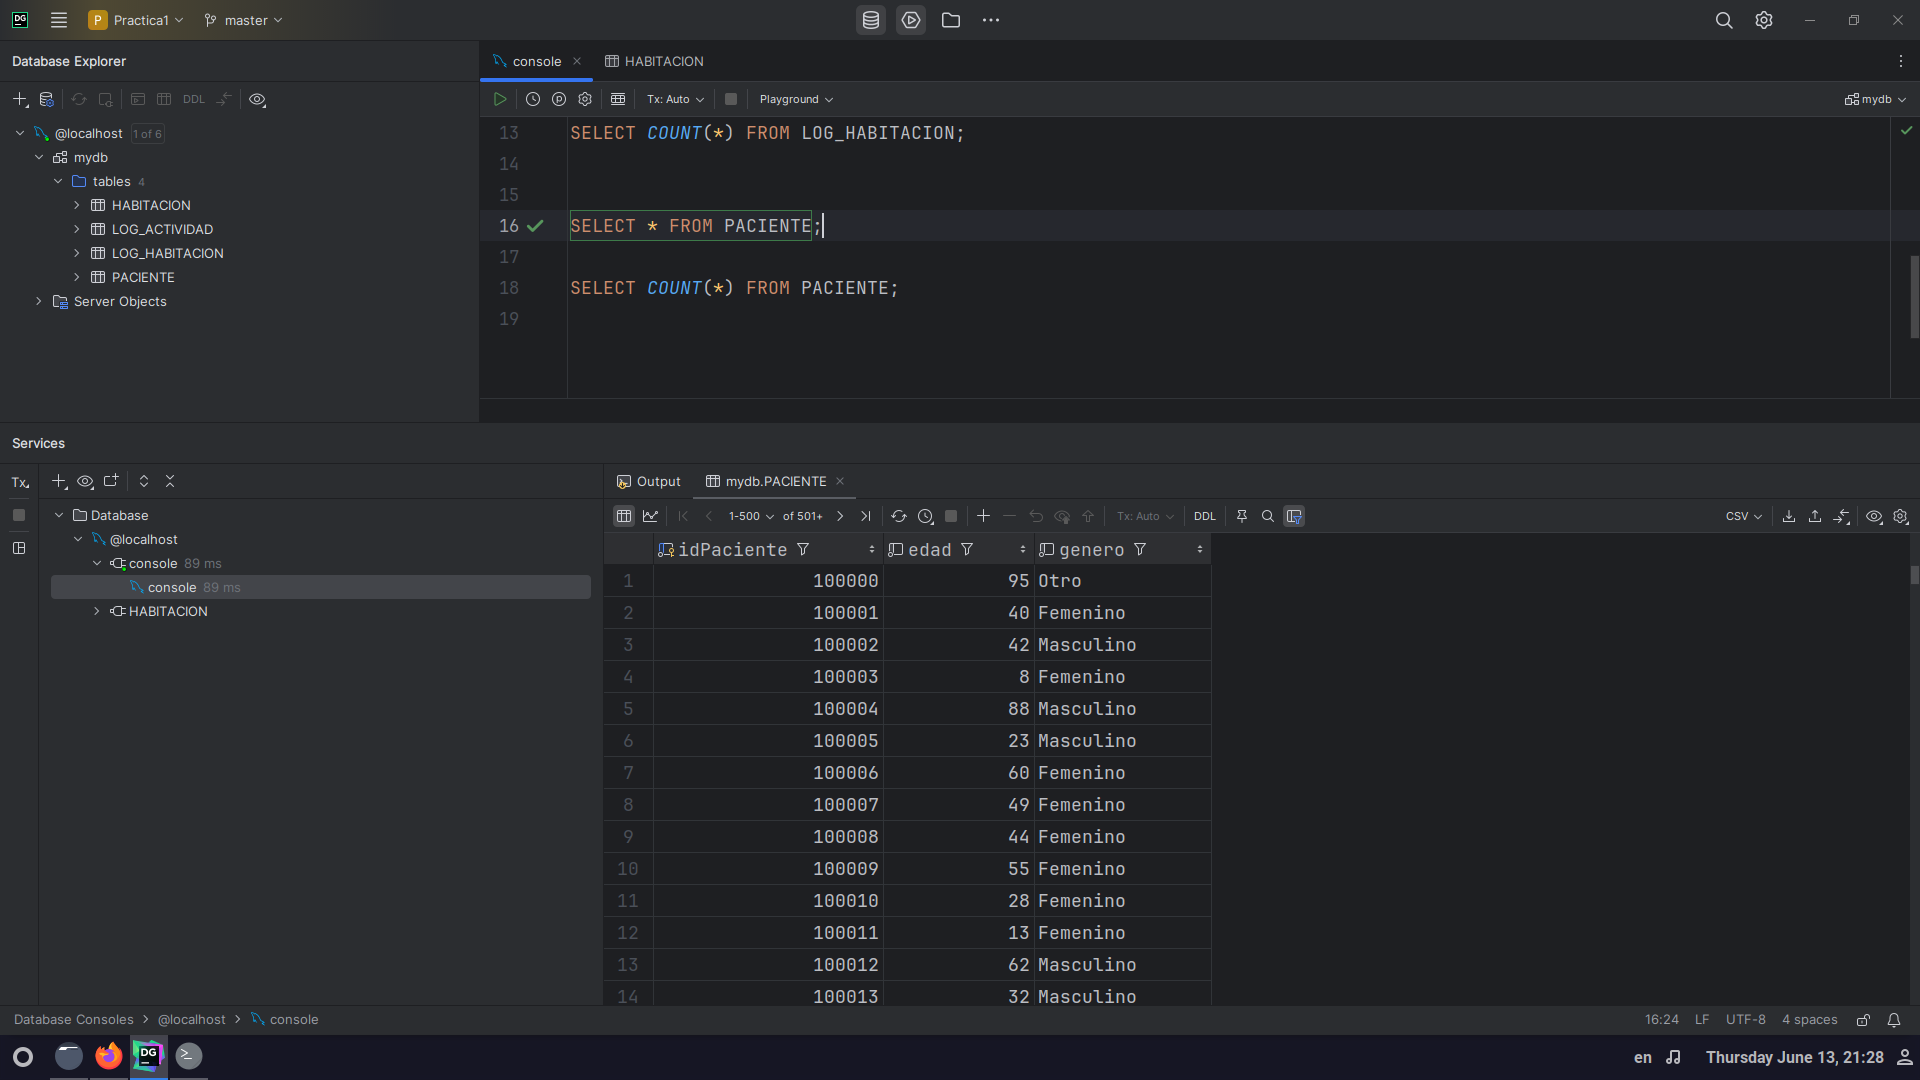 DG P Practica1 master
Database Explorer
console HABITACION
DDL
Tx: Auto Playground mydb
@localhost 1 of 6
mydb
tables 4
HABITACION
LOG_ACTIVIDAD
LOG_HABITACION
PACIENTE
Server Objects
13 SELECT COUNT(*) FROM LOG_HABITACION;
14
15
16 SELECT * FROM PACIENTE;
17
18 SELECT COUNT(*) FROM PACIENTE;
19
Services
Tx
Database
@localhost
console 89 ms
console 89 ms
HABITACION
Output mydb.PACIENTE
1-500 of 501+ Tx: Auto DDL CSV
idPaciente edad genero
1 100000 95 Otro
2 100001 40 Femenino
3 100002 42 Masculino
4 100003 8 Femenino
5 100004 88 Masculino
6 100005 23 Masculino
7 100006 60 Femenino
8 100007 49 Femenino
9 100008 44 Femenino
10 100009 55 Femenino
11 100010 28 Femenino
12 100011 13 Femenino
13 100012 62 Masculino
14 100013 32 Masculino
Database Consoles @localhost console
16:24 LF UTF-8 4 spaces
DG
en Thursday June 13, 21:28